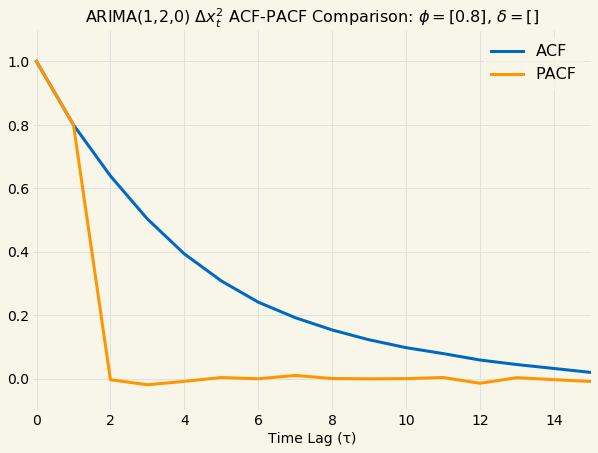 ARIMA(1,2,0) Δx²ₜ ACF-PACF Comparison: ϕ = [0.8], δ = []
ACF
PACF
1.0
0.8
0.6
0.4
0.2
0.0
0 2 4 6 8 10 12 14
Time Lag (τ)